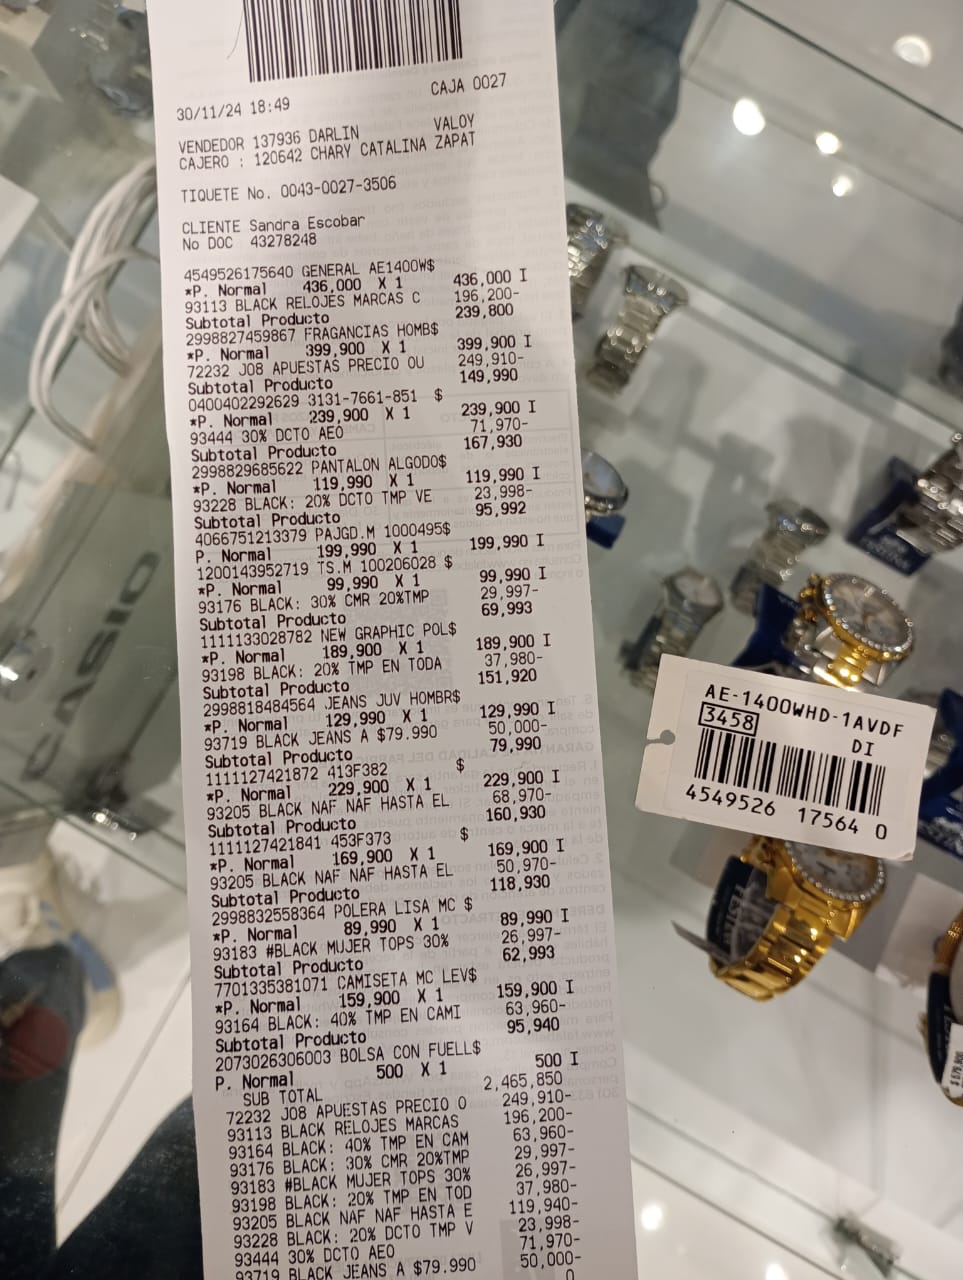 30/11/24 18:49 CAJA 0027
VENDEDOR 137936 DARLIN VALOY
CAJERO : 120642 CHARY CATALINA ZAPAT
TIQUETE No. 0043-0027-3506
CLIENTE Sandra Escobar
No DOC 43278248
4549526175640 GENERAL AE1400W$
*P. Normal 436,000 X 1 436,000 I
93113 BLACK RELOJES MARCAS C 196,200-
Subtotal Producto 239,800
2998827459867 FRAGANCIAS HOMB$
*P. Normal 399,900 X 1 399,900 I
72232 JO8 APUESTAS PRECIO OU 249,910-
Subtotal Producto 149,990
0400402292629 3131-7661-851 $
*P. Normal 239,900 X 1 239,900 I
93444 30% DCTO AEO 71,970-
Subtotal Producto 167,930
2998829685622 PANTALON ALGODO$
*P. Normal 119,990 X 1 119,990 I
93228 BLACK: 20% DCTO TMP VE 23,998-
Subtotal Producto 95,992
4066751213379 PAJGD.M 1000495$
P. Normal 199,990 X 1 199,990 I
1200143952719 TS.M 100206028 $
*P. Normal 99,990 X 1 99,990 I
93176 BLACK: 30% CMR 20%TMP 29,997-
Subtotal Producto 69,993
1111133028782 NEW GRAPHIC POL$
*P. Normal 189,900 X 1 189,900 I
93198 BLACK: 20% TMP EN TODA 37,980-
Subtotal Producto 151,920
2998818484564 JEANS JUV HOMBR$
*P. Normal 129,990 X 1 129,990 I
93719 BLACK JEANS A $79.990 50,000-
Subtotal Producto 79,990
1111127421872 413F382 $
*P. Normal 229,900 X 1 229,900 I
93205 BLACK NAF NAF HASTA EL 68,970-
Subtotal Producto 160,930
1111127421841 453F373 $
*P. Normal 169,900 X 1 169,900 I
93205 BLACK NAF NAF HASTA EL 50,970-
Subtotal Producto 118,930
2998832558364 POLERA LISA MC $
*P. Normal 89,990 X 1 89,990 I
93183 #BLACK MUJER TOPS 30% 26,997-
Subtotal Producto 62,993
7701335381071 CAMISETA MC LEV$
*P. Normal 159,900 X 1 159,900 I
93164 BLACK: 40% TMP EN CAMI 63,960-
Subtotal Producto 95,940
2073026306003 BOLSA CON FUELL$
P. Normal 500 X 1 500 I
SUB TOTAL 2,465,850
72232 JO8 APUESTAS PRECIO O 249,910-
93113 BLACK RELOJES MARCAS 196,200-
93164 BLACK: 40% TMP EN CAM 63,960-
93176 BLACK: 30% CMR 20%TMP 29,997-
93183 #BLACK MUJER TOPS 30% 26,997-
93198 BLACK: 20% TMP EN TOD 37,980-
93205 BLACK NAF NAF HASTA E 119,940-
93228 BLACK: 20% DCTO TMP V 23,998-
93444 30% DCTO AEO 71,970-
93719 BLACK JEANS A $79.990 50,000-
AE-1400WHD-1AVDF
3458 DI
4549526 17564 0
CASIO